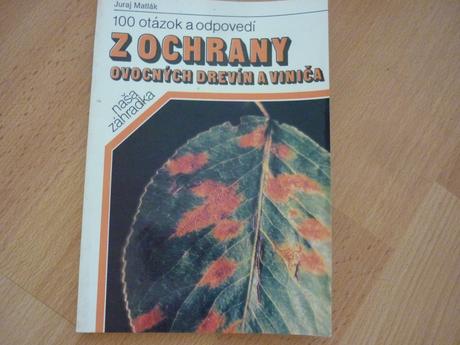 Juraj Matlák
100 otázok a odpovedí
Z OCHRANY
OVOCNÝCH DREVÍN A VINIČA
naša
záhradka